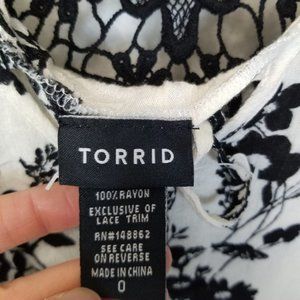 TORRID
100% RAYON
EXCLUSIVE OF
LACE TRIM
RN#148862
SEE CARE
ON REVERSE
MADE IN CHINA
0